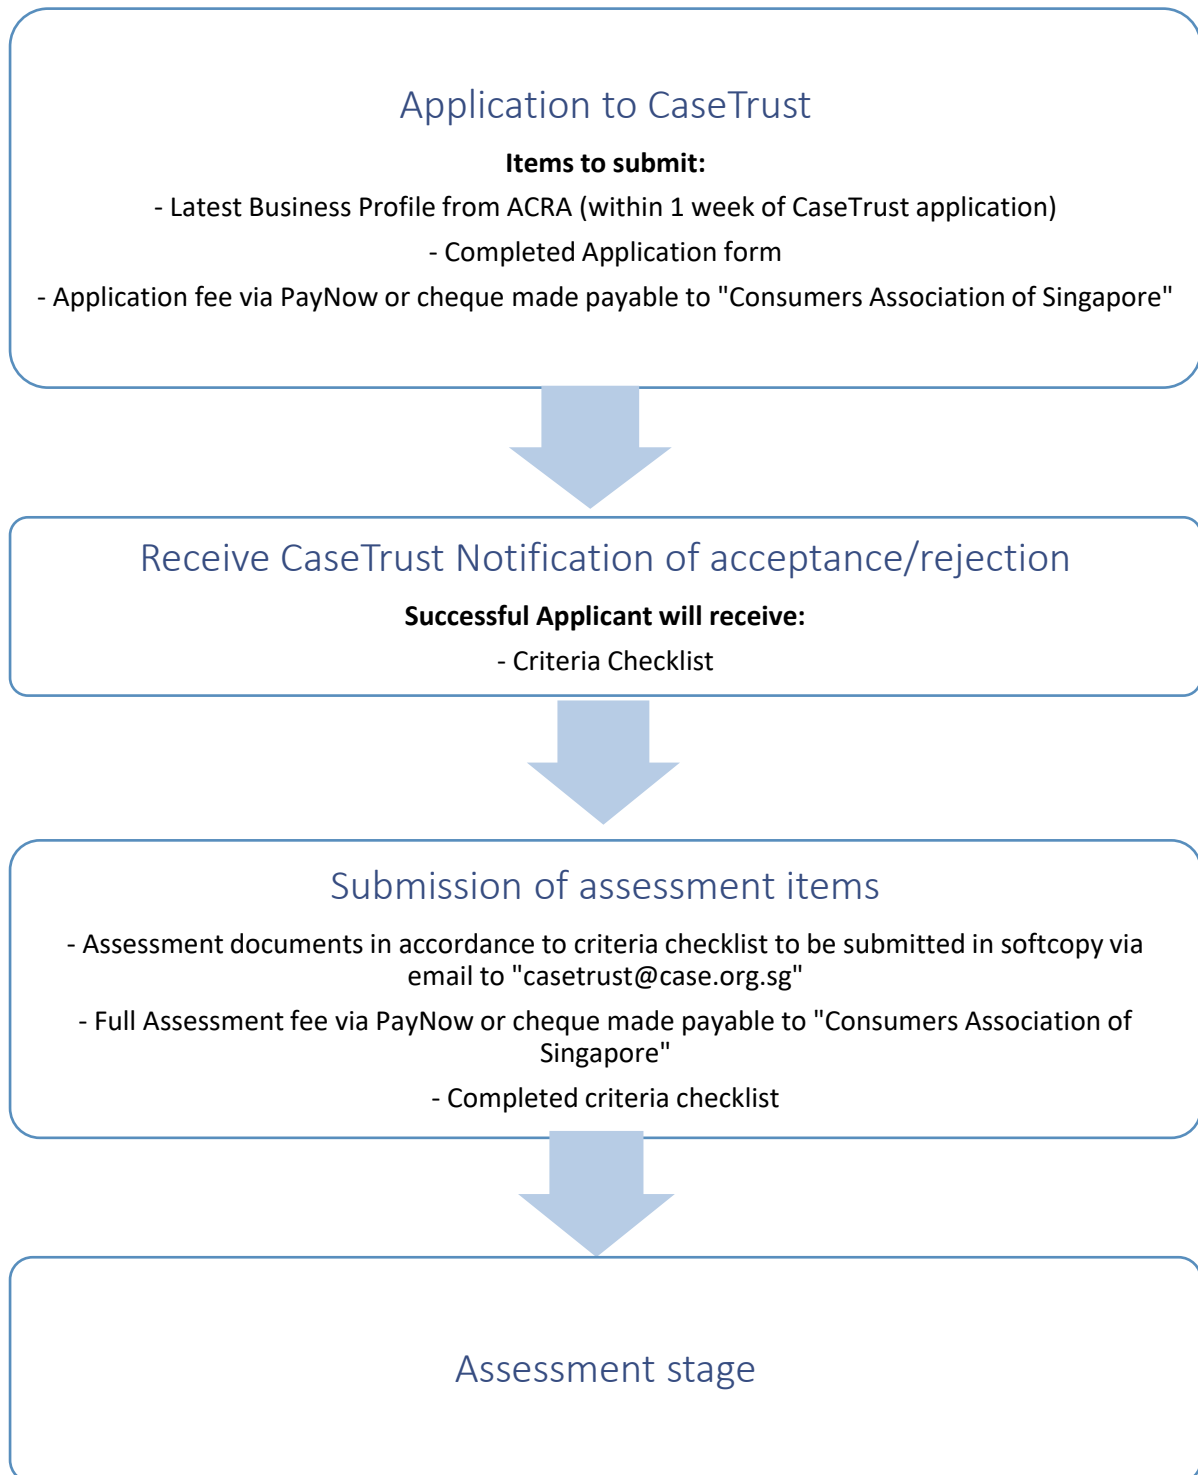 Application to CaseTrust
Items to submit:
- Latest Business Profile from ACRA (within 1 week of CaseTrust application)
- Completed Application form
- Application fee via PayNow or cheque made payable to "Consumers Association of Singapore"
Receive CaseTrust Notification of acceptance/rejection
Successful Applicant will receive:
- Criteria Checklist
Submission of assessment items
- Assessment documents in accordance to criteria checklist to be submitted in softcopy via
email to "casetrust@case.org.sg"
- Full Assessment fee via PayNow or cheque made payable to "Consumers Association of
Singapore"
- Completed criteria checklist
Assessment stage